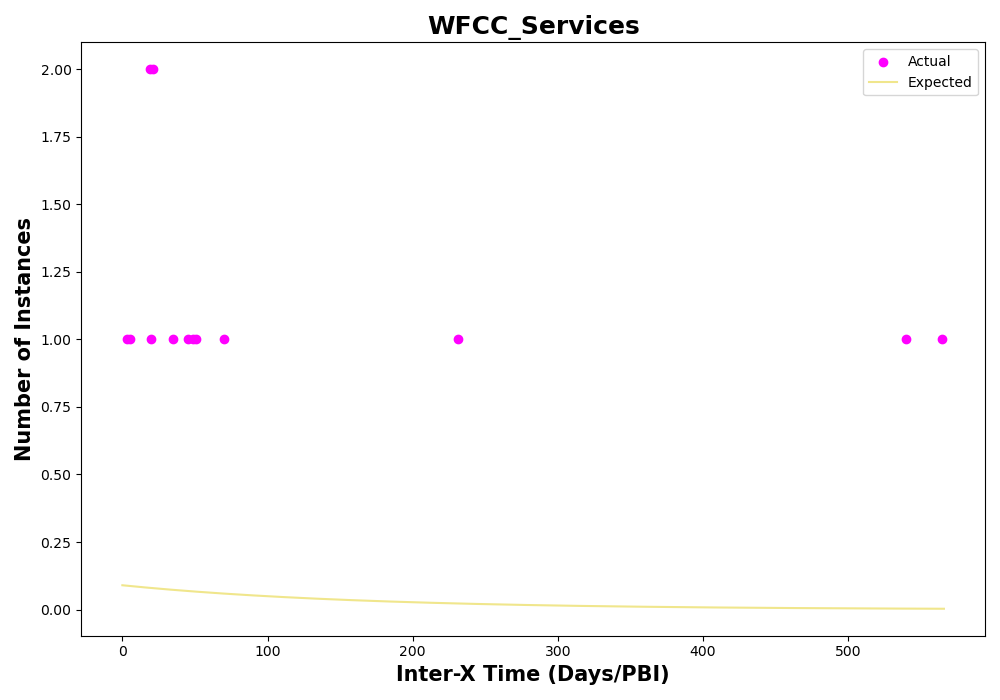 WFCC_Services
Actual
Expected
2.00
1.75
1.50
1.25
1.00
0.75
0.50
0.25
0.00
Number of Instances
0 100 200 300 400 500
Inter-X Time (Days/PBI)